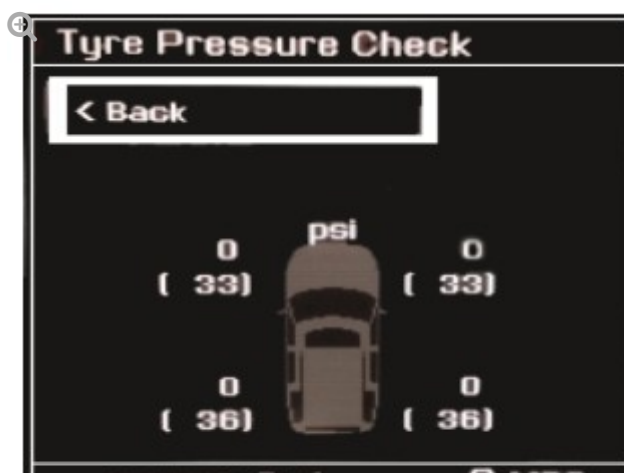 Tyre Pressure Check
< Back
psi
0 0
( 33) ( 33)
0 0
( 36) ( 36)